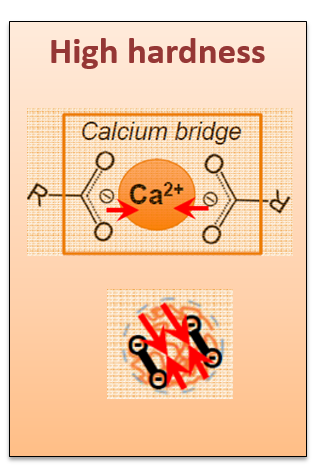 High hardness
Calcium bridge
O O
R ⊖ Ca2+ ⊖ R
O O
⊖ ⊖
⊖ ⊖